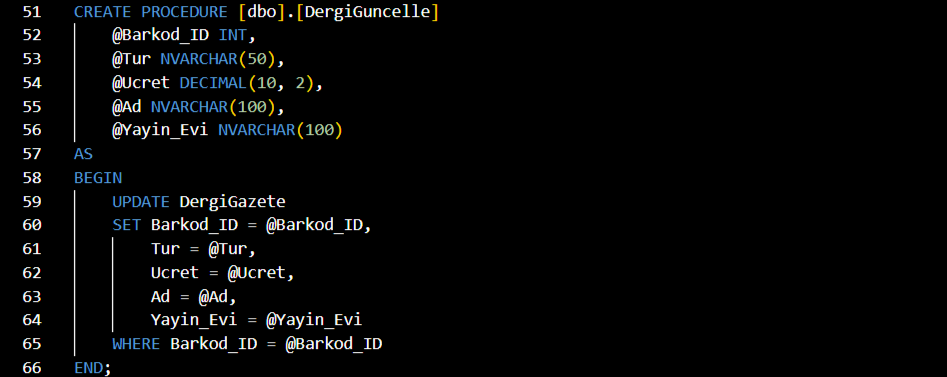 51 CREATE PROCEDURE [dbo].[DergiGuncelle]
52 @Barkod_ID INT,
53 @Tur NVARCHAR(50),
54 @Ucret DECIMAL(10, 2),
55 @Ad NVARCHAR(100),
56 @Yayin_Evi NVARCHAR(100)
57 AS
58 BEGIN
59 UPDATE DergiGazete
60 SET Barkod_ID = @Barkod_ID,
61 Tur = @Tur,
62 Ucret = @Ucret,
63 Ad = @Ad,
64 Yayin_Evi = @Yayin_Evi
65 WHERE Barkod_ID = @Barkod_ID
66 END;